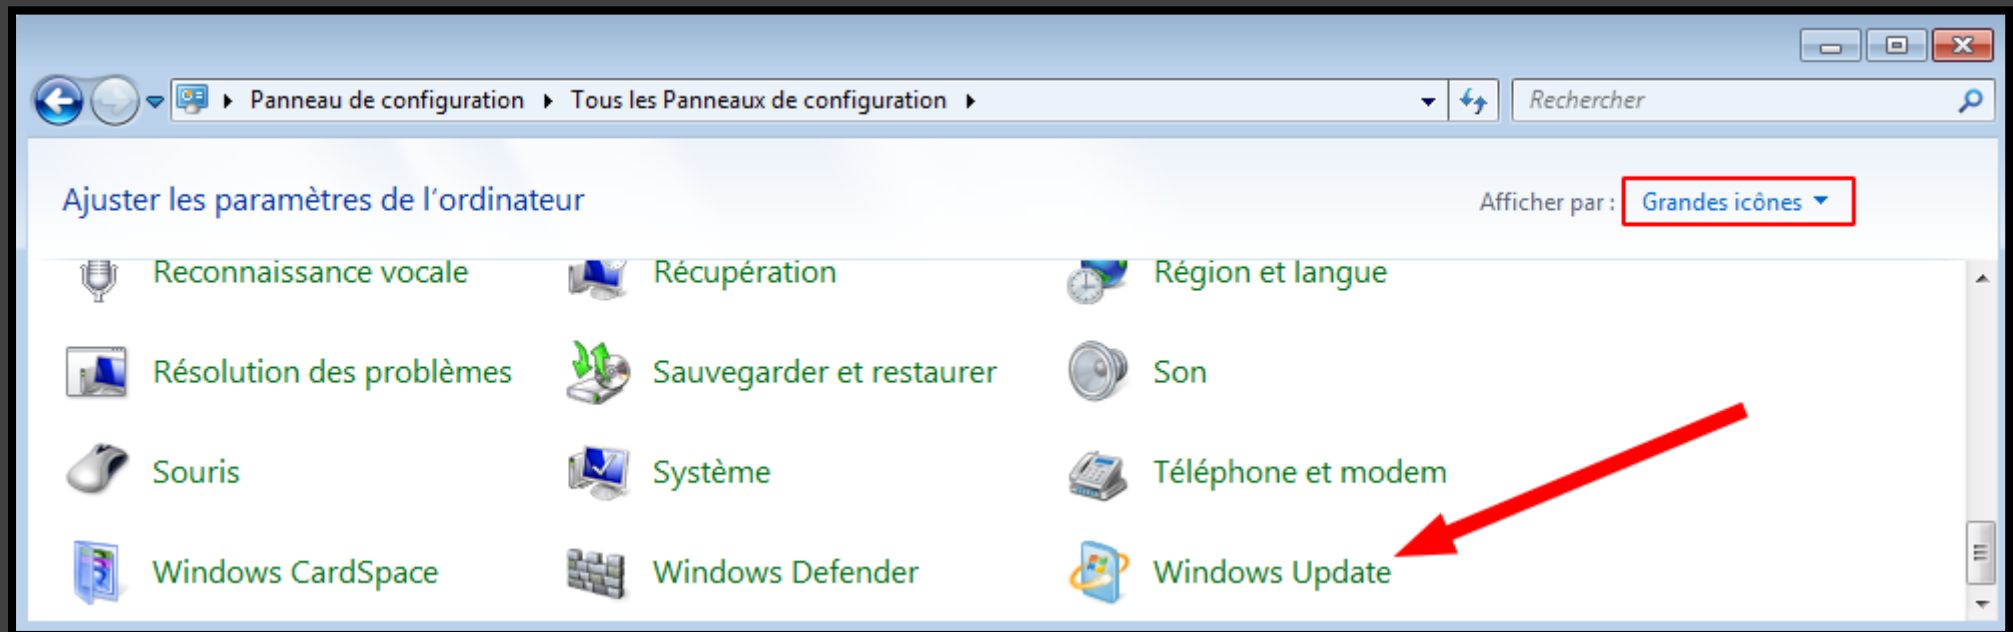 Panneau de configuration Tous les Panneaux de configuration Rechercher
Ajuster les paramètres de l'ordinateur Afficher par : Grandes icônes
Reconnaissance vocale Récupération Région et langue
Résolution des problèmes Sauvegarder et restaurer Son
Souris Système Téléphone et modem
Windows CardSpace Windows Defender Windows Update